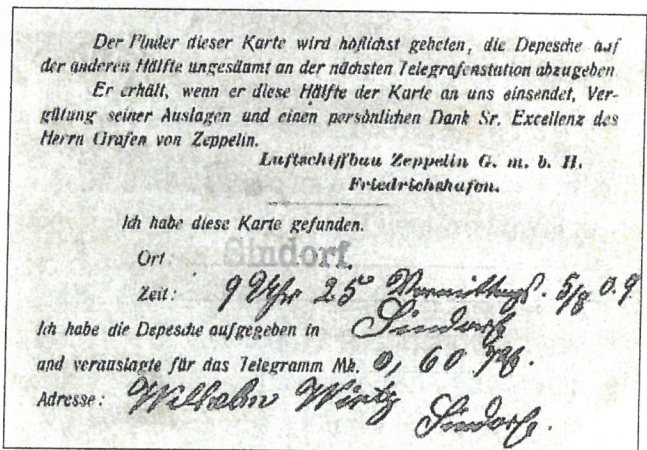 Der Finder dieser Karte wird höflichst gebeten, die Depesche auf
der anderen Hälfte ungesäumt an der nächsten Telegrafenstation abzugeben.
Er erhält, wenn er diese Hälfte der Karte an uns einsendet, Ver-
gütung seiner Auslagen und einen persönlichen Dank Sr. Excellenz des
Herrn Grafen von Zeppelin.
Luftschiffbau Zeppelin G. m. b. H.
Friedrichshafen.
Ich habe diese Karte gefunden.
Ort: Sindorf.
Zeit: 9 Uhr 25 Vormittags. 5/8 09
Ich habe die Depesche aufgegeben in Sindorf
und verauslagte für das Telegramm Mk. 0,60 Pf.
Adresse: Wilhelm Wirtz
Sindorf.